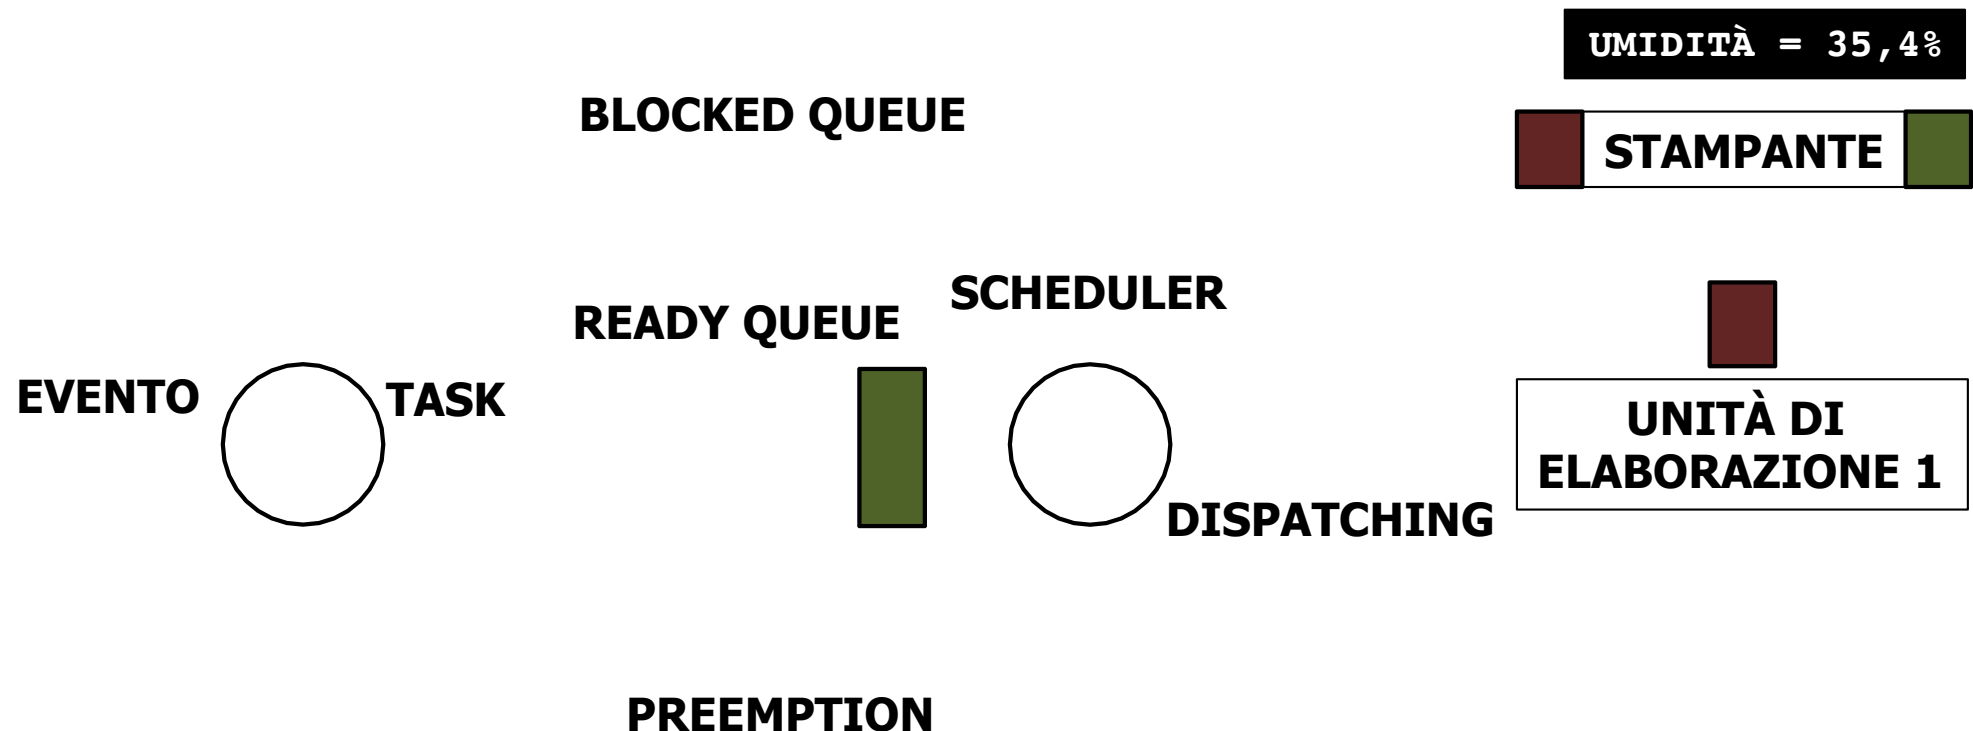 UMIDITÀ = 35,4%
BLOCKED QUEUE
STAMPANTE
SCHEDULER
READY QUEUE
EVENTO
TASK
UNITÀ DI
ELABORAZIONE 1
DISPATCHING
PREEMPTION